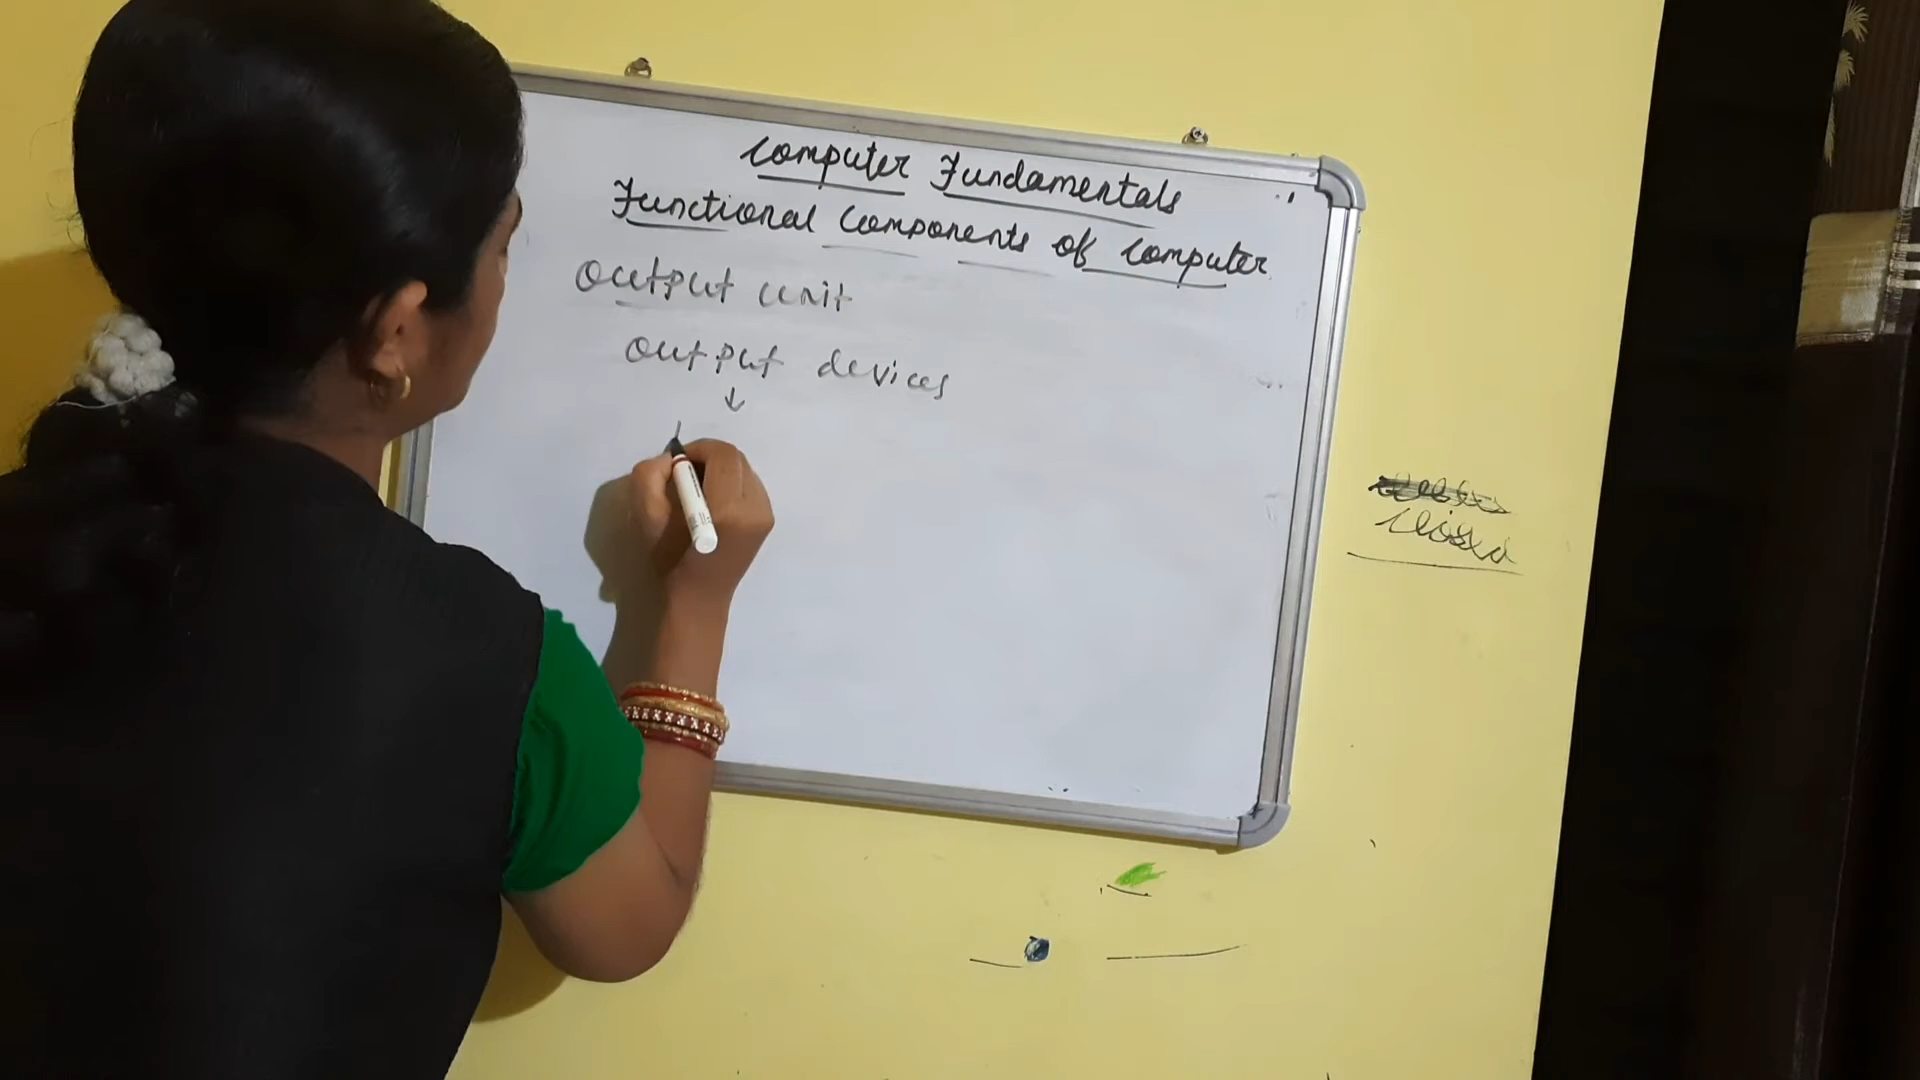 Computer Fundamentals
Functional Components of Computer
Output unit
Output devices
↓